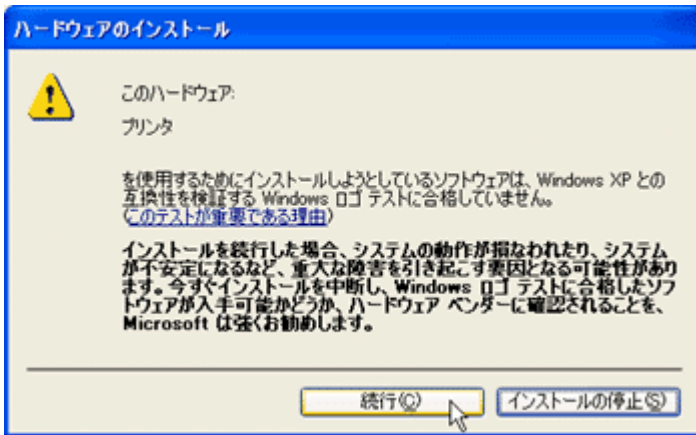 ハードウェアのインストール
このハードウェア:
プリンタ
を使用するためにインストールしようとしているソフトウェアは、Windows XP との
互換性を検証する Windows ロゴ テストに合格していません。
(このテストが重要である理由)
インストールを続行した場合、システムの動作が損なわれたり、システム
が不安定になるなど、重大な障害を引き起こす要因となる可能性があり
ます。今すぐインストールを中断し、Windows ロゴ テストに合格したソフ
トウェアが入手可能かどうか、ハードウェア ベンダーに確認されることを、
Microsoft は強くお勧めします。
続行(C) インストールの停止(S)